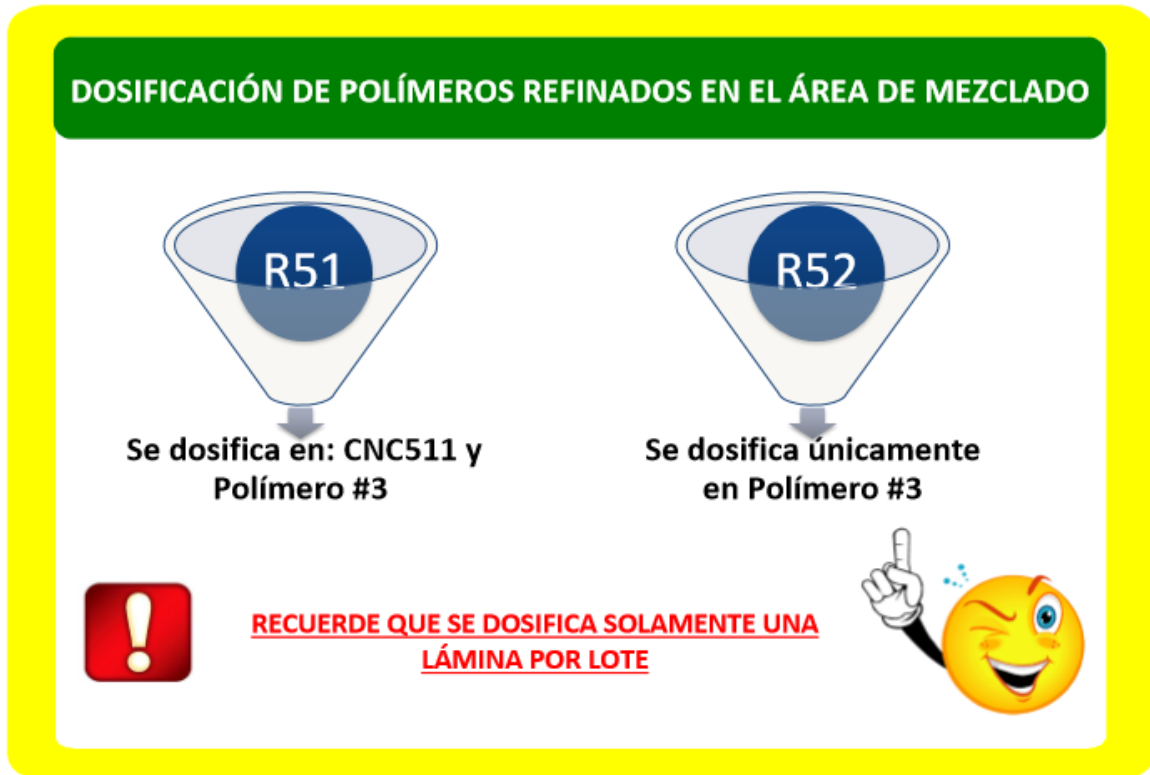 DOSIFICACIÓN DE POLÍMEROS REFINADOS EN EL ÁREA DE MEZCLADO
R51
R52
Se dosifica en: CNC511 y
Polímero #3
Se dosifica únicamente
en Polímero #3
RECUERDE QUE SE DOSIFICA SOLAMENTE UNA
LÁMINA POR LOTE